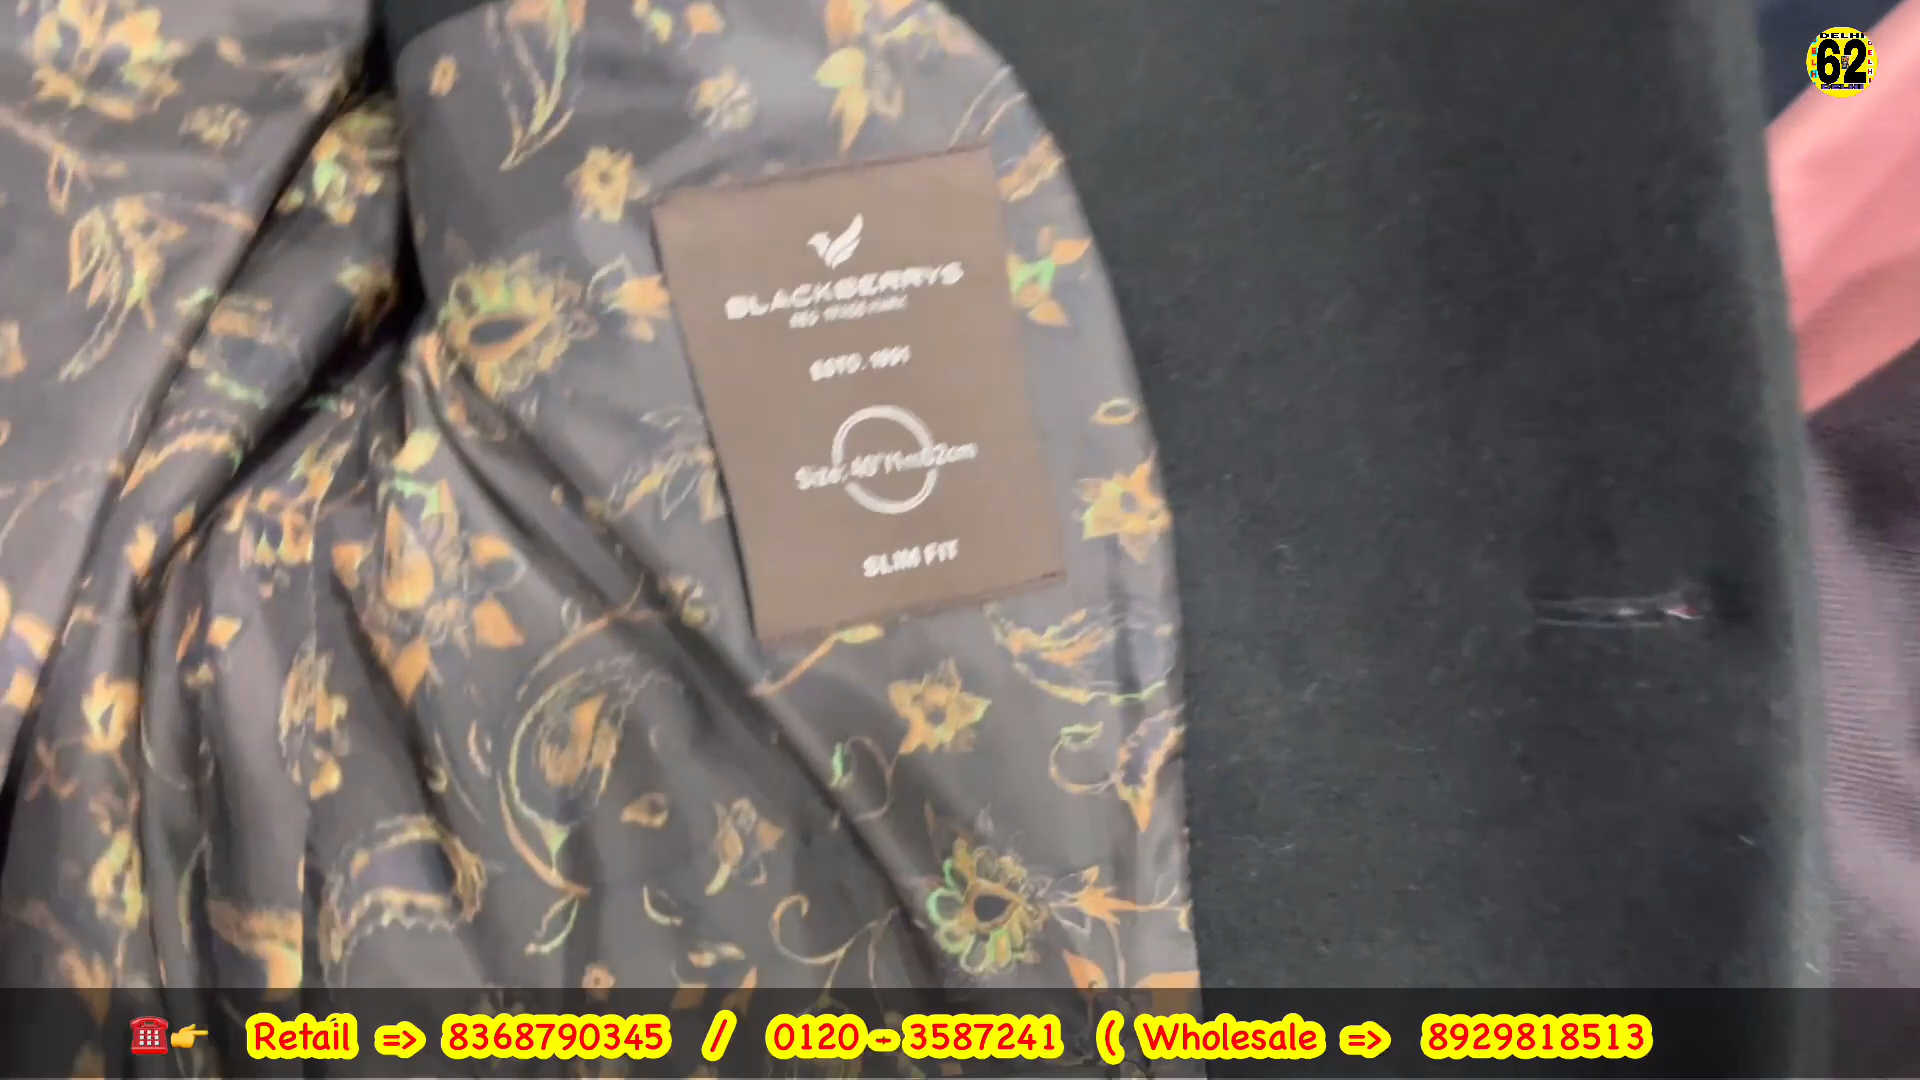 DELHI
62
BLACKBERRYS
ESTD. 1991
SLIM FIT
Retail => 8368790345 / 0120-3587241 ( Wholesale => 8929818513